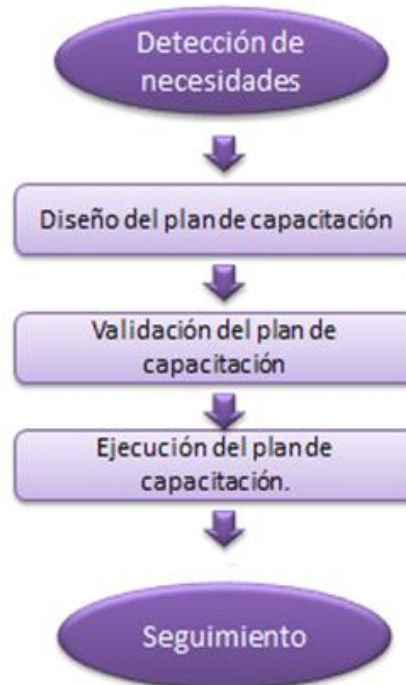 Detección de
necesidades
Diseño del plan de capacitación
Validación del plan de
capacitación
Ejecución del plan de
capacitación.
Seguimiento